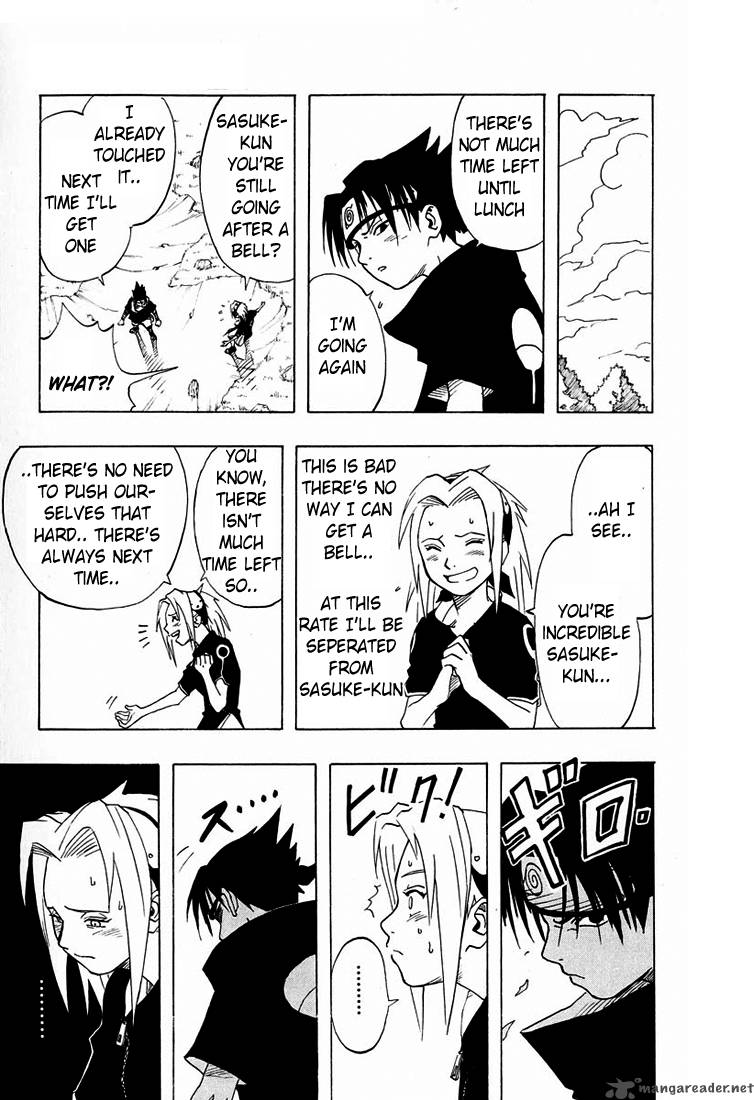 THERE'S
NOT MUCH
TIME LEFT
UNTIL
LUNCH
I'M
GOING
AGAIN
SASUKE-
KUN
YOU'RE
STILL
GOING
AFTER A
BELL?
I
ALREADY
TOUCHED
IT..
NEXT
TIME I'LL
GET
ONE
WHAT?!
..AH I
SEE.
YOU'RE
INCREDIBLE
SASUKE-
KUN...
THIS IS BAD
THERE'S NO
WAY I CAN
GET A
BELL..
AT THIS
RATE I'LL BE
SEPERATED
FROM
SASUKE-KUN
YOU
KNOW,
THERE
ISN'T
MUCH
TIME LEFT
SO..
..THERE'S NO NEED
TO PUSH OUR-
SELVES THAT
HARD.. THERE'S
ALWAYS NEXT
TIME..
ギロ
ビク!
........
ス....
........
mangareader.net